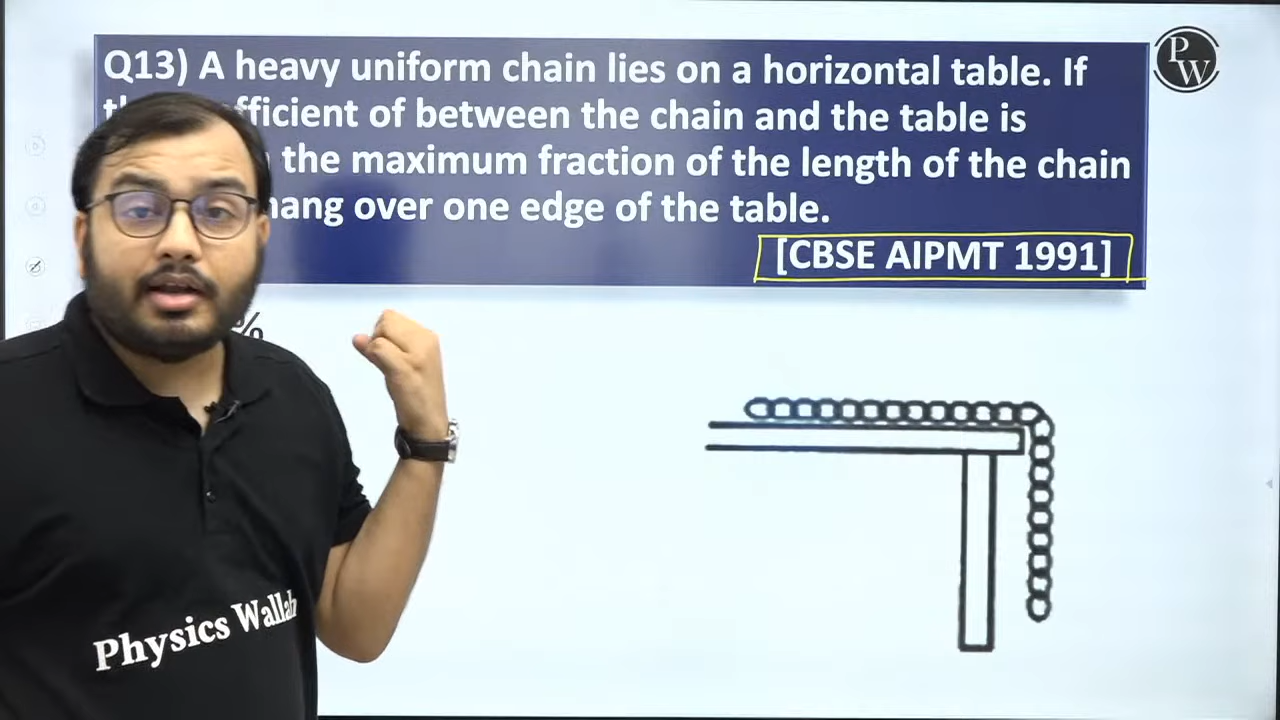 Q13) A heavy uniform chain lies on a horizontal table. If
of between the chain and the table is
the maximum fraction of the length of the chain
hang over one edge of the table.
[CBSE AIPMT 1991]
%
P
W
Physics Wallah